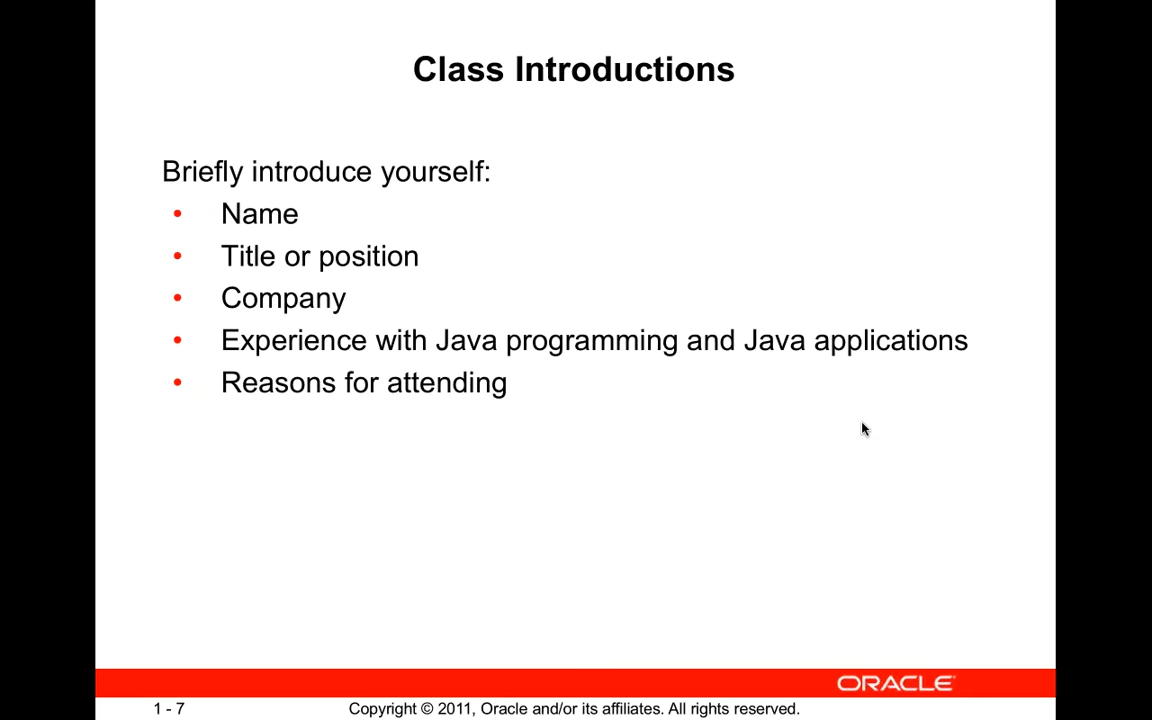 Class Introductions
Briefly introduce yourself:
• Name
• Title or position
• Company
• Experience with Java programming and Java applications
• Reasons for attending
ORACLE
1 - 7
Copyright © 2011, Oracle and/or its affiliates. All rights reserved.